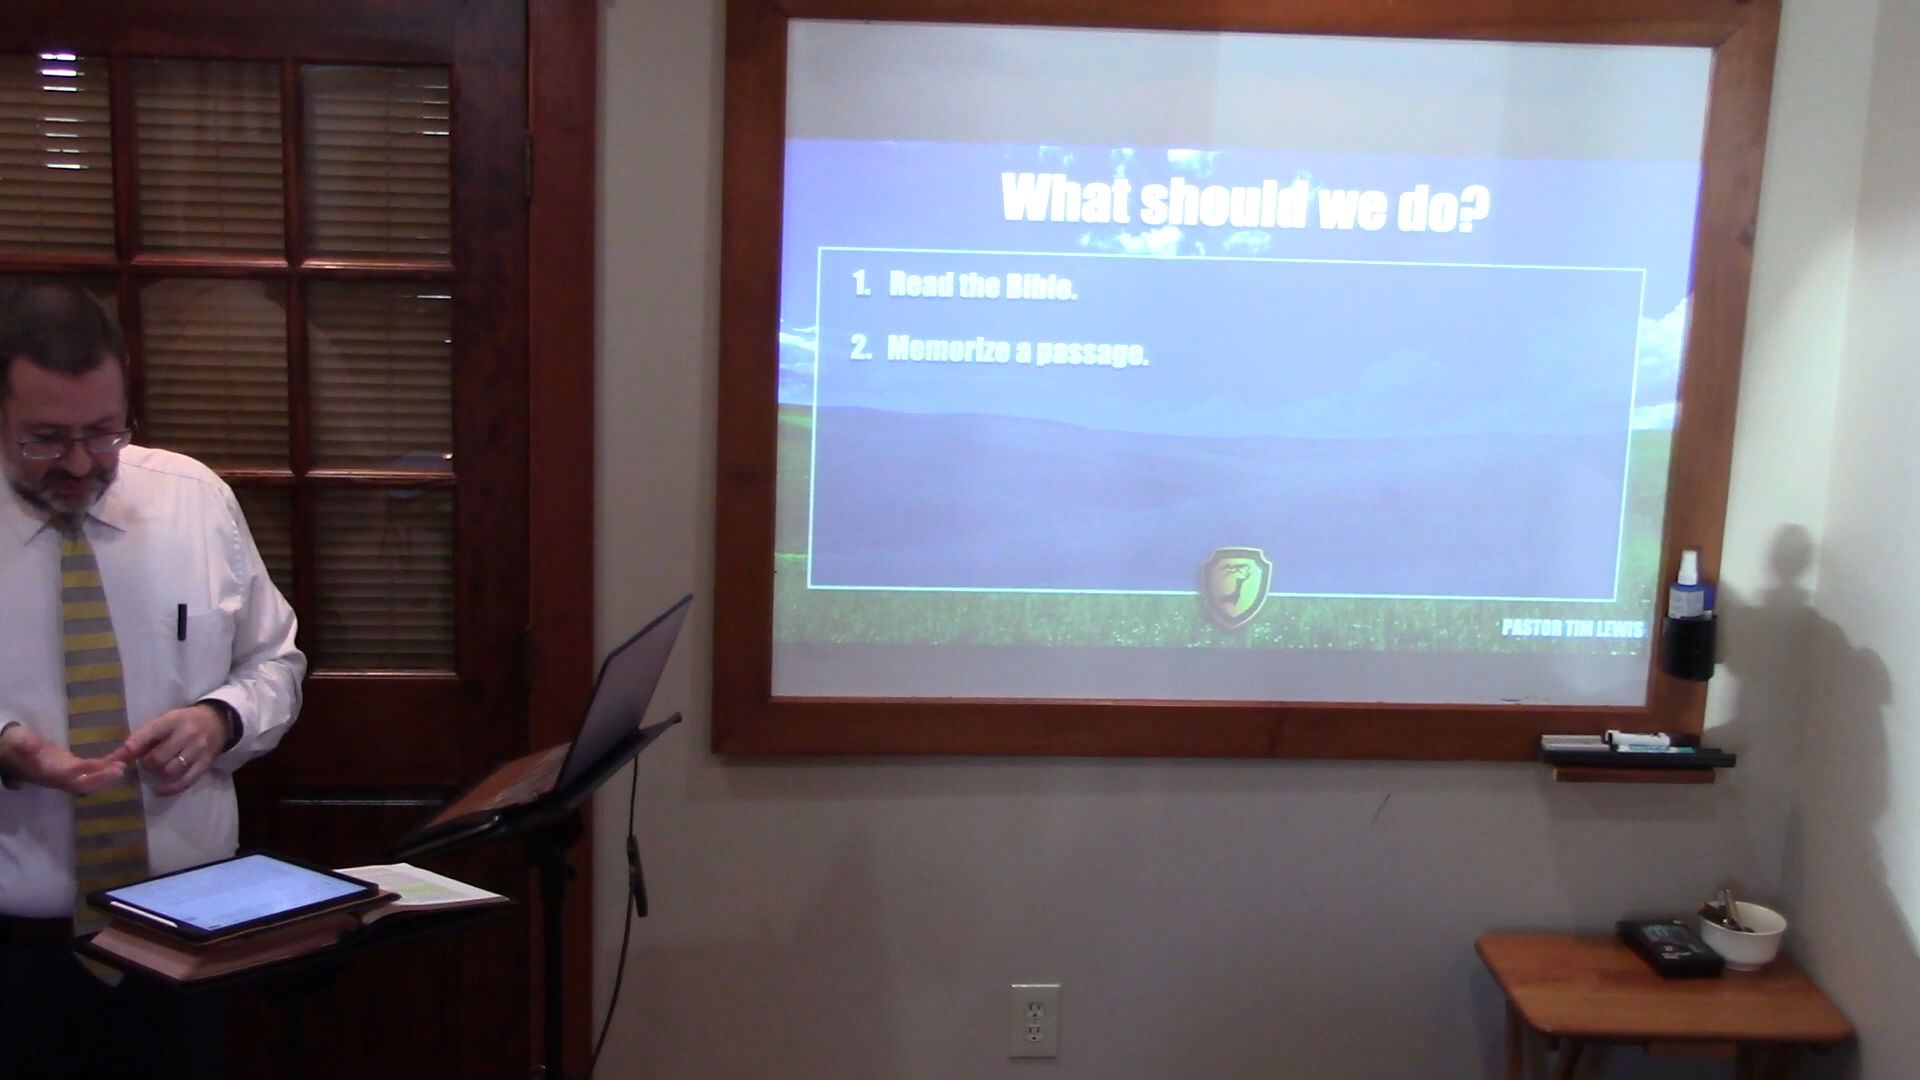 What should we do?
1. Read the Bible.
2. Memorize a passage.
PASTOR TIM LEWIS